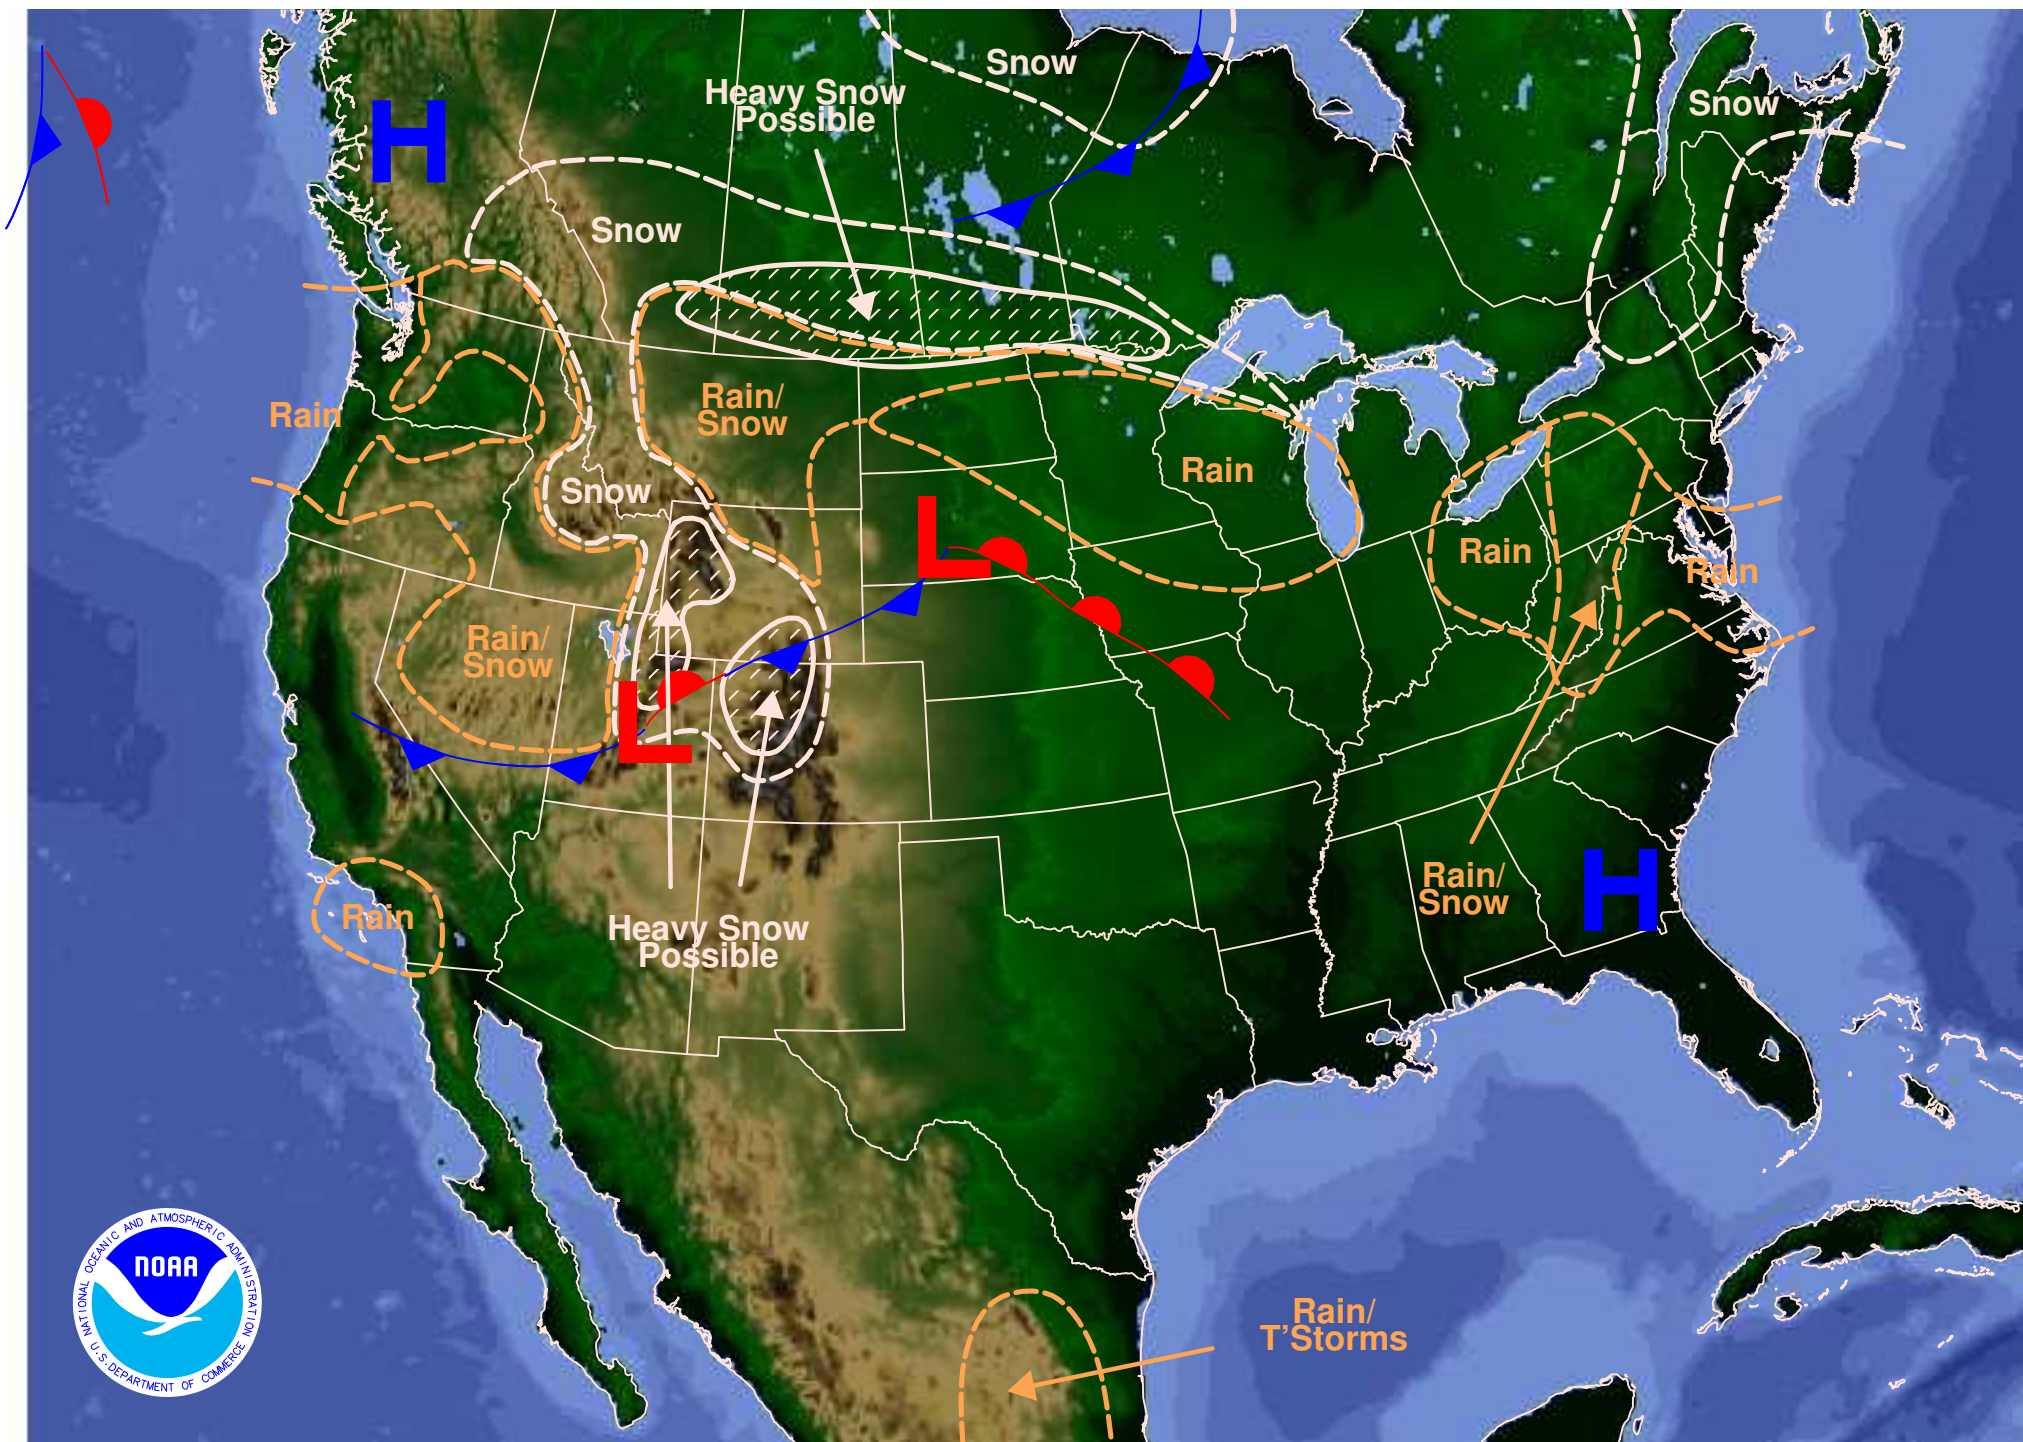 Snow
Heavy Snow
Possible
Snow
H
Snow
Rain/
Snow
Rain
Rain
Snow
L
Rain
Rain
Rain/
Snow
L
Rain/
Snow
H
Rain
Heavy Snow
Possible
NATIONAL OCEANIC AND ATMOSPHERIC ADMINISTRATION
NOAA
U.S. DEPARTMENT OF COMMERCE
Rain/
T'Storms